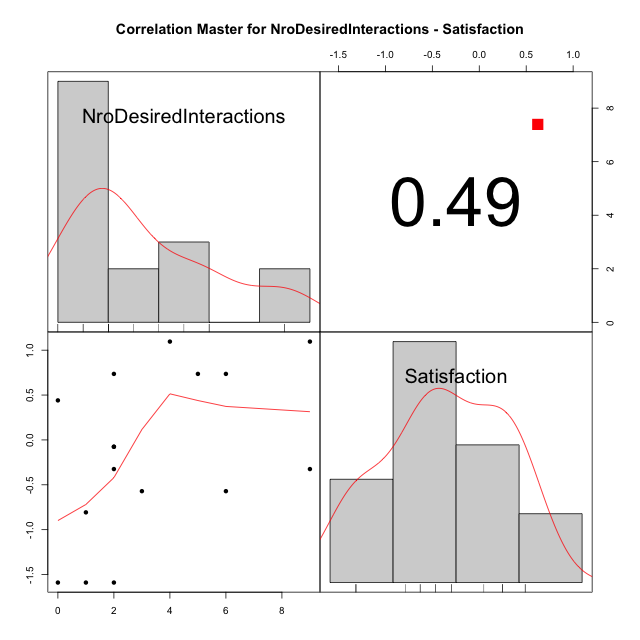 Correlation Master for NroDesiredInteractions - Satisfaction
-1.5 -1.0 -0.5 0.0 0.5 1.0
NroDesiredInteractions
0.49
8
6
4
2
0
1.0
0.5
0.0
-0.5
-1.0
-1.5
Satisfaction
0 2 4 6 8